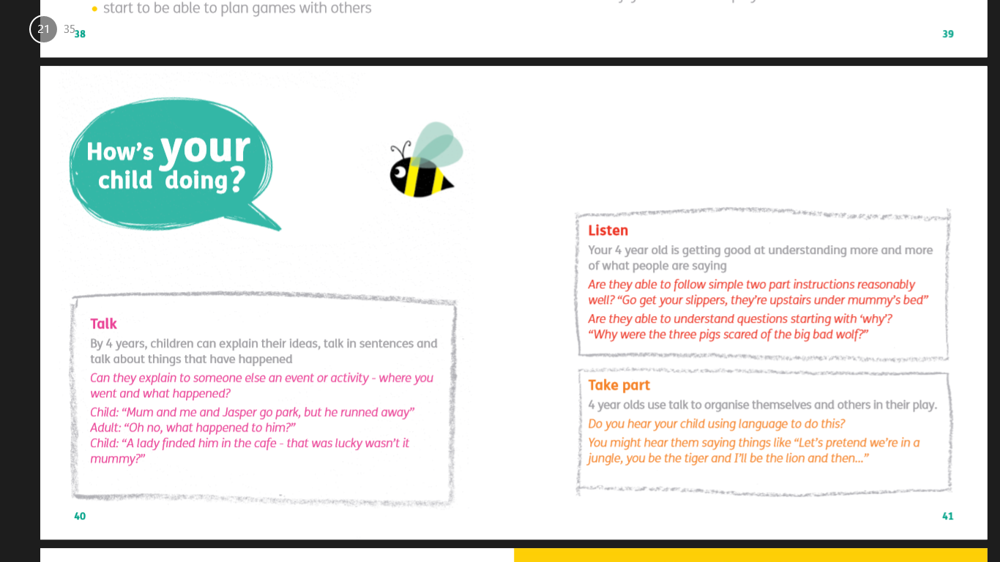 start to be able to plan games with others
21 35
38
39
How's your
child doing?
Talk
By 4 years, children can explain their ideas, talk in sentences and
talk about things that have happened
Can they explain to someone else an event or activity - where you
went and what happened?
Child: “Mum and me and Jasper go park, but he runned away”
Adult: “Oh no, what happened to him?”
Child: “A lady finded him in the cafe - that was lucky wasn't it
mummy?”
40
Listen
Your 4 year old is getting good at understanding more and more
of what people are saying
Are they able to follow simple two part instructions reasonably
well? “Go get your slippers, they're upstairs under mummy's bed”
Are they able to understand questions starting with ‘why’?
“Why were the three pigs scared of the big bad wolf?”
Take part
4 year olds use talk to organise themselves and others in their play.
Do you hear your child using language to do this?
You might hear them saying things like “Let's pretend we're in a
jungle, you be the tiger and I'll be the lion and then...”
41